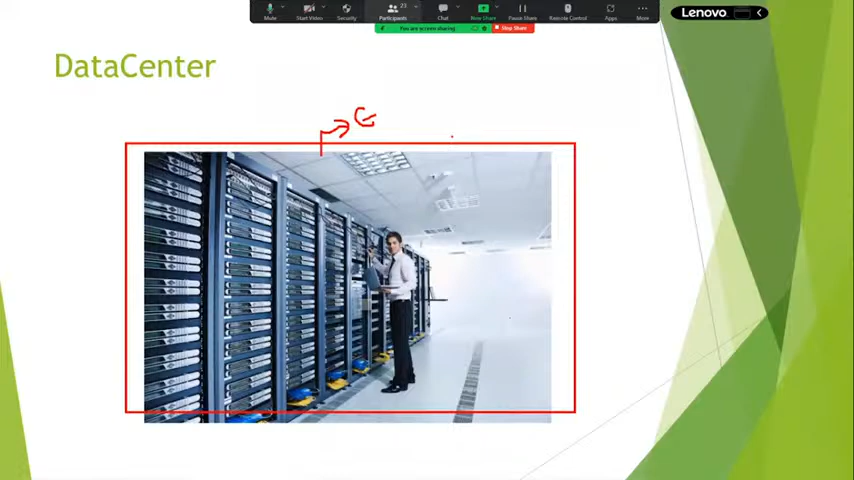 Mute
Start Video
Security
Participants
23
Chat
New Share
Pause Share
Remote Control
Apps
More
You are screen sharing
Stop Share
Lenovo
DataCenter
G